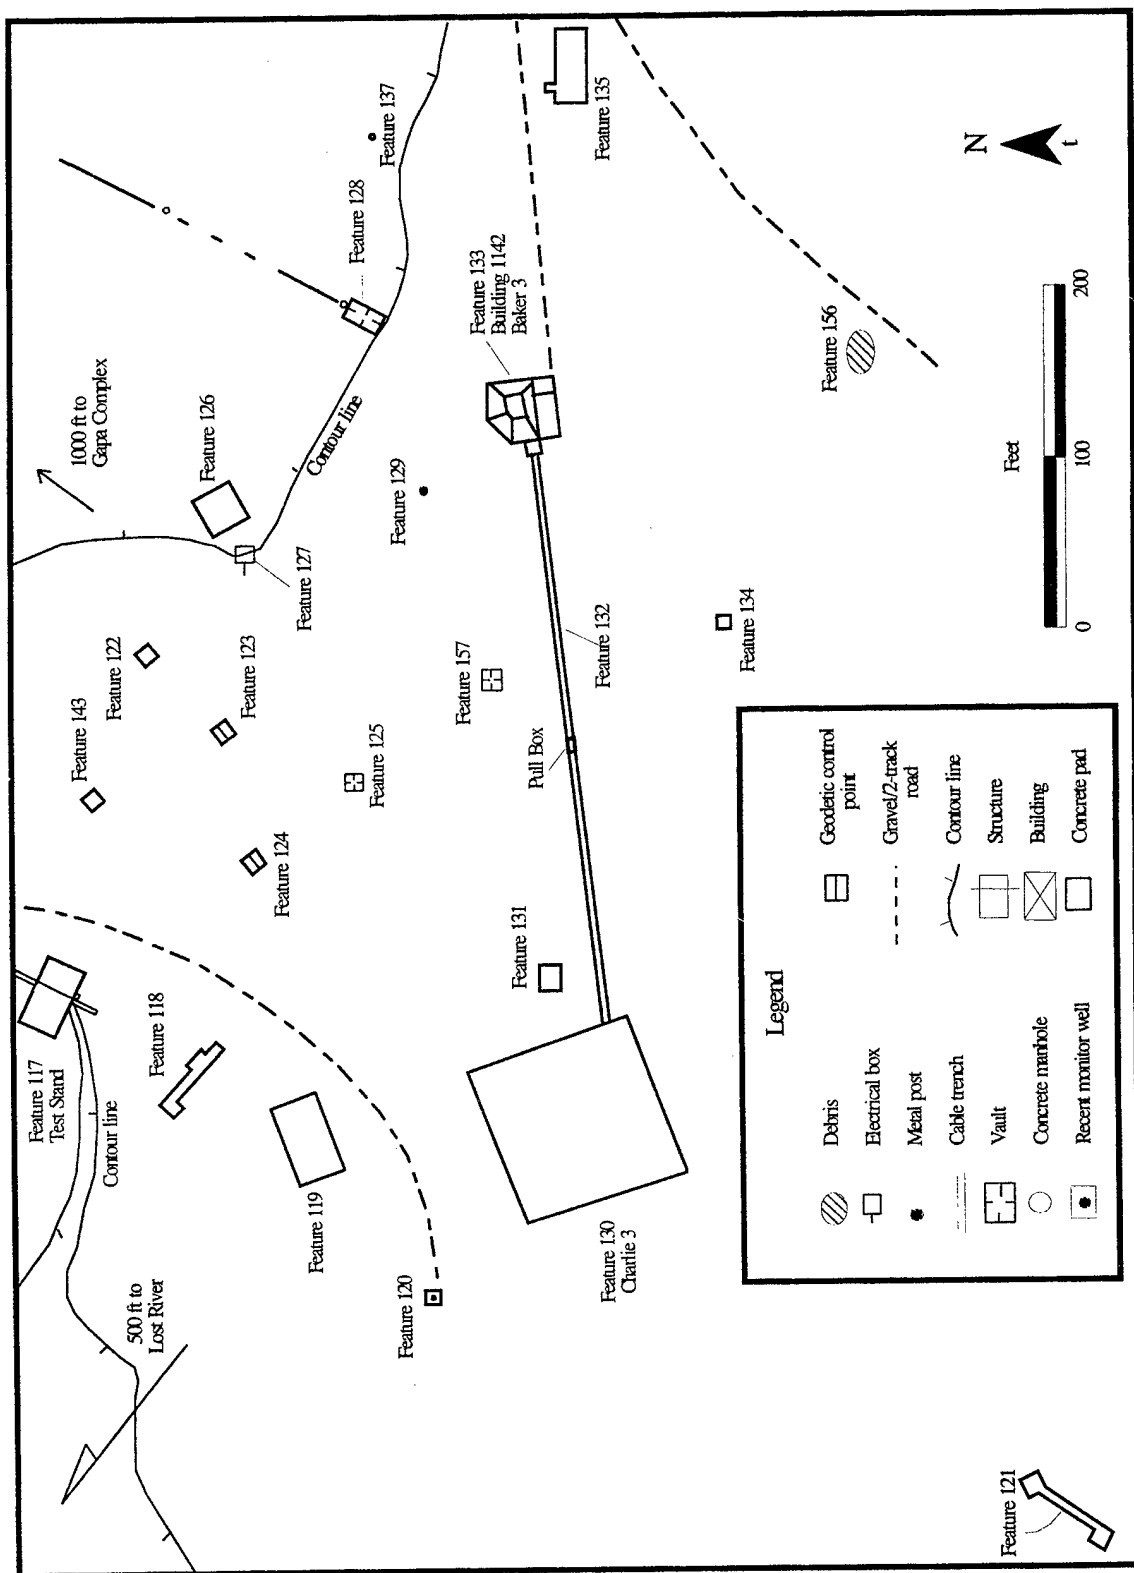 Feature 117
Test Stand
Contour line
500 ft to
Lost River
Feature 118
Feature 119
Feature 120
Feature 121
Feature 143
Feature 122
Feature 123
Feature 124
Feature 125
1000 ft to
Gapa Complex
Feature 126
Feature 127
Contour line
Feature 128
Feature 137
Feature 129
Feature 157
Feature 133
Building 1142
Baker 3
Feature 135
Feature 131
Pull Box
Feature 132
Feature 130
Charlie 3
Feature 134
Feature 156
N
t
Feet
0
100
200
Legend
Debris
Electrical box
Metal post
Cable trench
Vault
Concrete manhole
Recent monitor well
Geodetic control
point
Gravel/2-track
road
Contour line
Structure
Building
Concrete pad